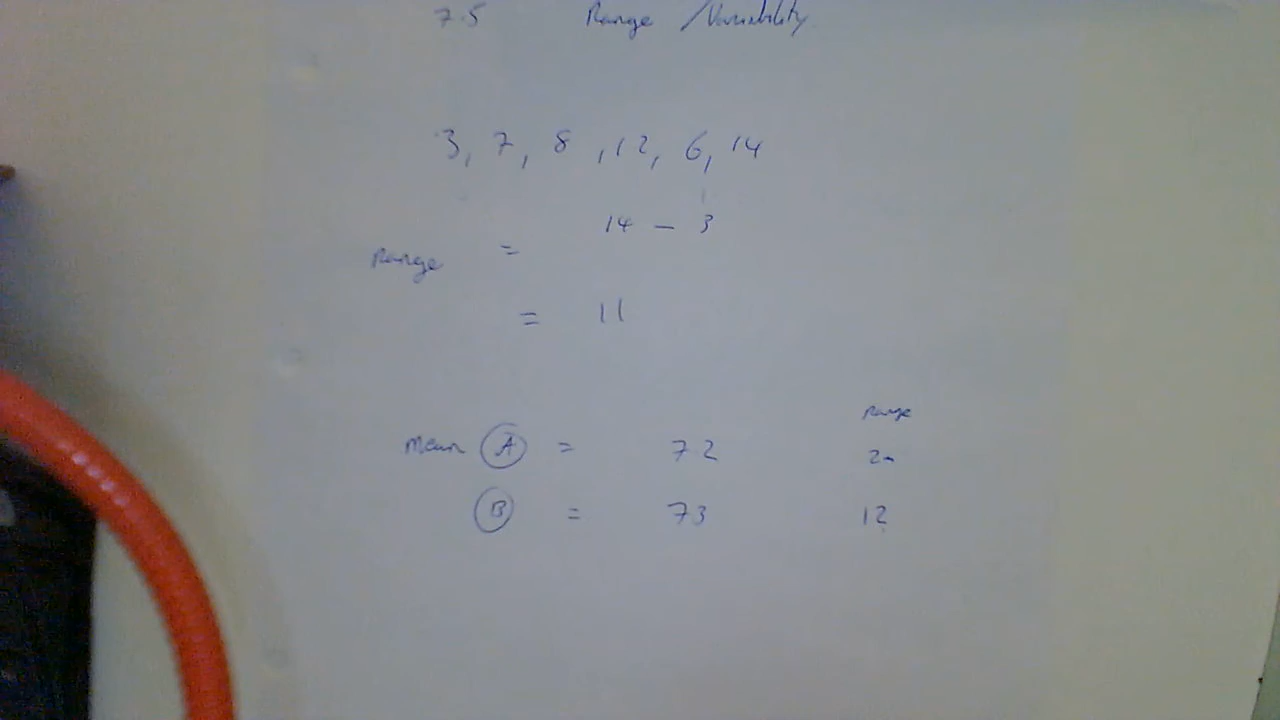 7.5 Range / Variability
3, 7, 8, 12, 6, 14
Range = 14 - 3
= 11
Range
Mean A = 72
B = 73 12